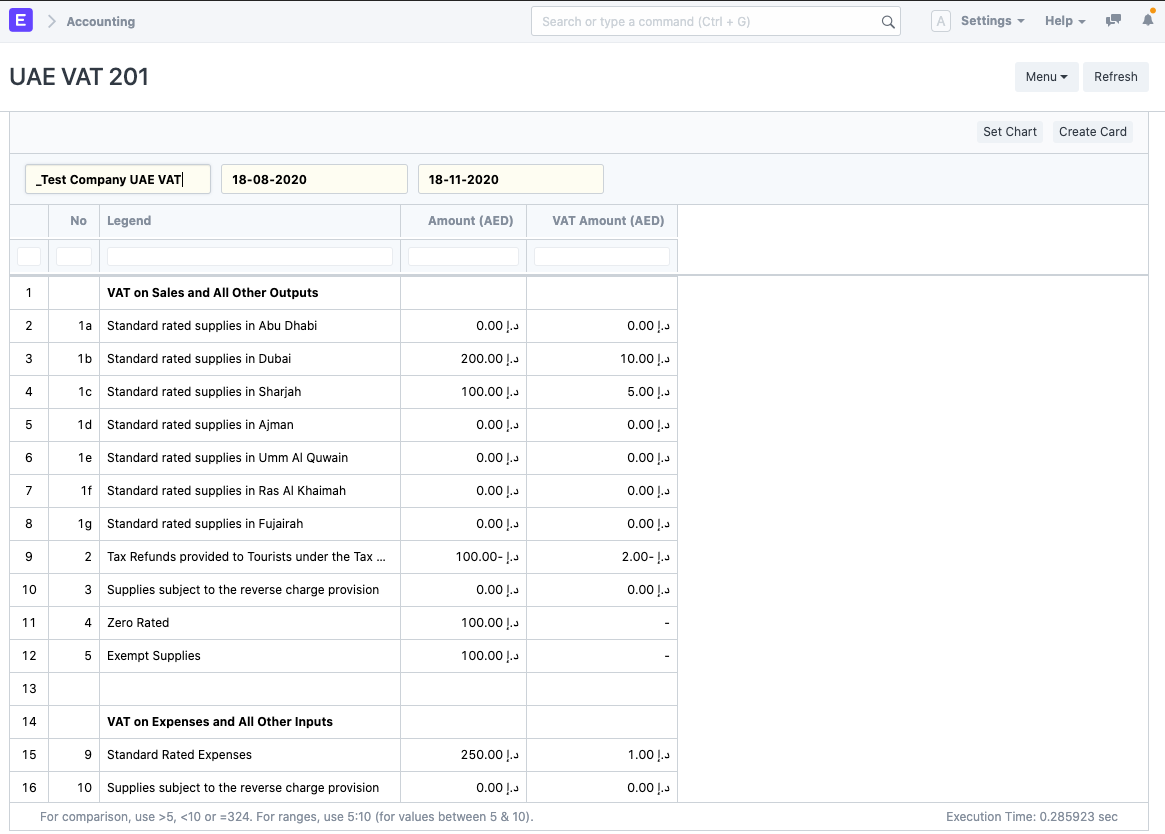 E Accounting Search or type a command (Ctrl + G) A Settings Help
UAE VAT 201 Menu Refresh
Set Chart Create Card
_Test Company UAE VAT 18-08-2020 18-11-2020
No Legend Amount (AED) VAT Amount (AED)
1 VAT on Sales and All Other Outputs
2 1a Standard rated supplies in Abu Dhabi 0.00 د.إ 0.00 د.إ
3 1b Standard rated supplies in Dubai 200.00 د.إ 10.00 د.إ
4 1c Standard rated supplies in Sharjah 100.00 د.إ 5.00 د.إ
5 1d Standard rated supplies in Ajman 0.00 د.إ 0.00 د.إ
6 1e Standard rated supplies in Umm Al Quwain 0.00 د.إ 0.00 د.إ
7 1f Standard rated supplies in Ras Al Khaimah 0.00 د.إ 0.00 د.إ
8 1g Standard rated supplies in Fujairah 0.00 د.إ 0.00 د.إ
9 2 Tax Refunds provided to Tourists under the Tax ... 100.00- د.إ 2.00- د.إ
10 3 Supplies subject to the reverse charge provision 0.00 د.إ 0.00 د.إ
11 4 Zero Rated 100.00 د.إ -
12 5 Exempt Supplies 100.00 د.إ -
13
14 VAT on Expenses and All Other Inputs
15 9 Standard Rated Expenses 250.00 د.إ 1.00 د.إ
16 10 Supplies subject to the reverse charge provision 0.00 د.إ 0.00 د.إ
For comparison, use >5, <10 or =324. For ranges, use 5:10 (for values between 5 & 10). Execution Time: 0.285923 sec